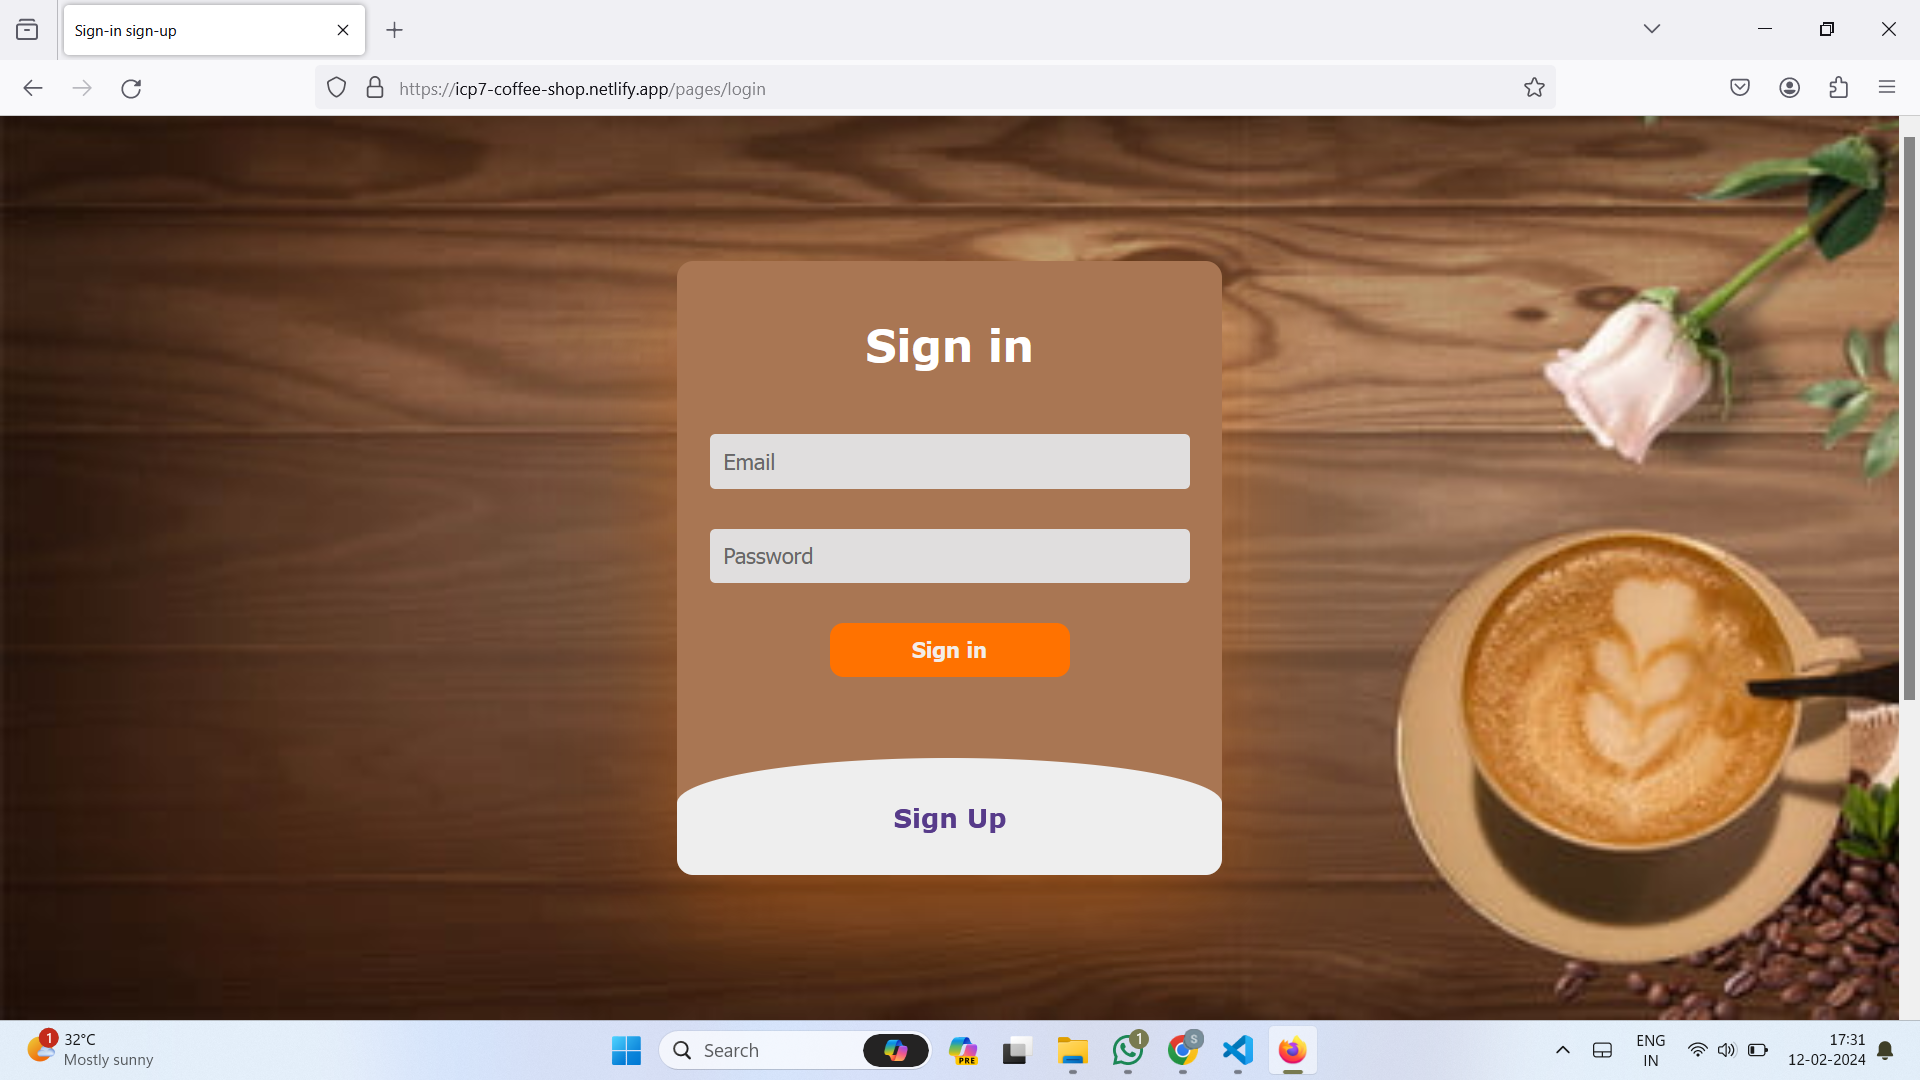 Sign-in sign-up
https://icp7-coffee-shop.netlify.app/pages/login
Sign in
Email
Password
Sign in
Sign Up
1
32°C
Mostly sunny
Search
PRE
1
S
ENG
IN
17:31
12-02-2024